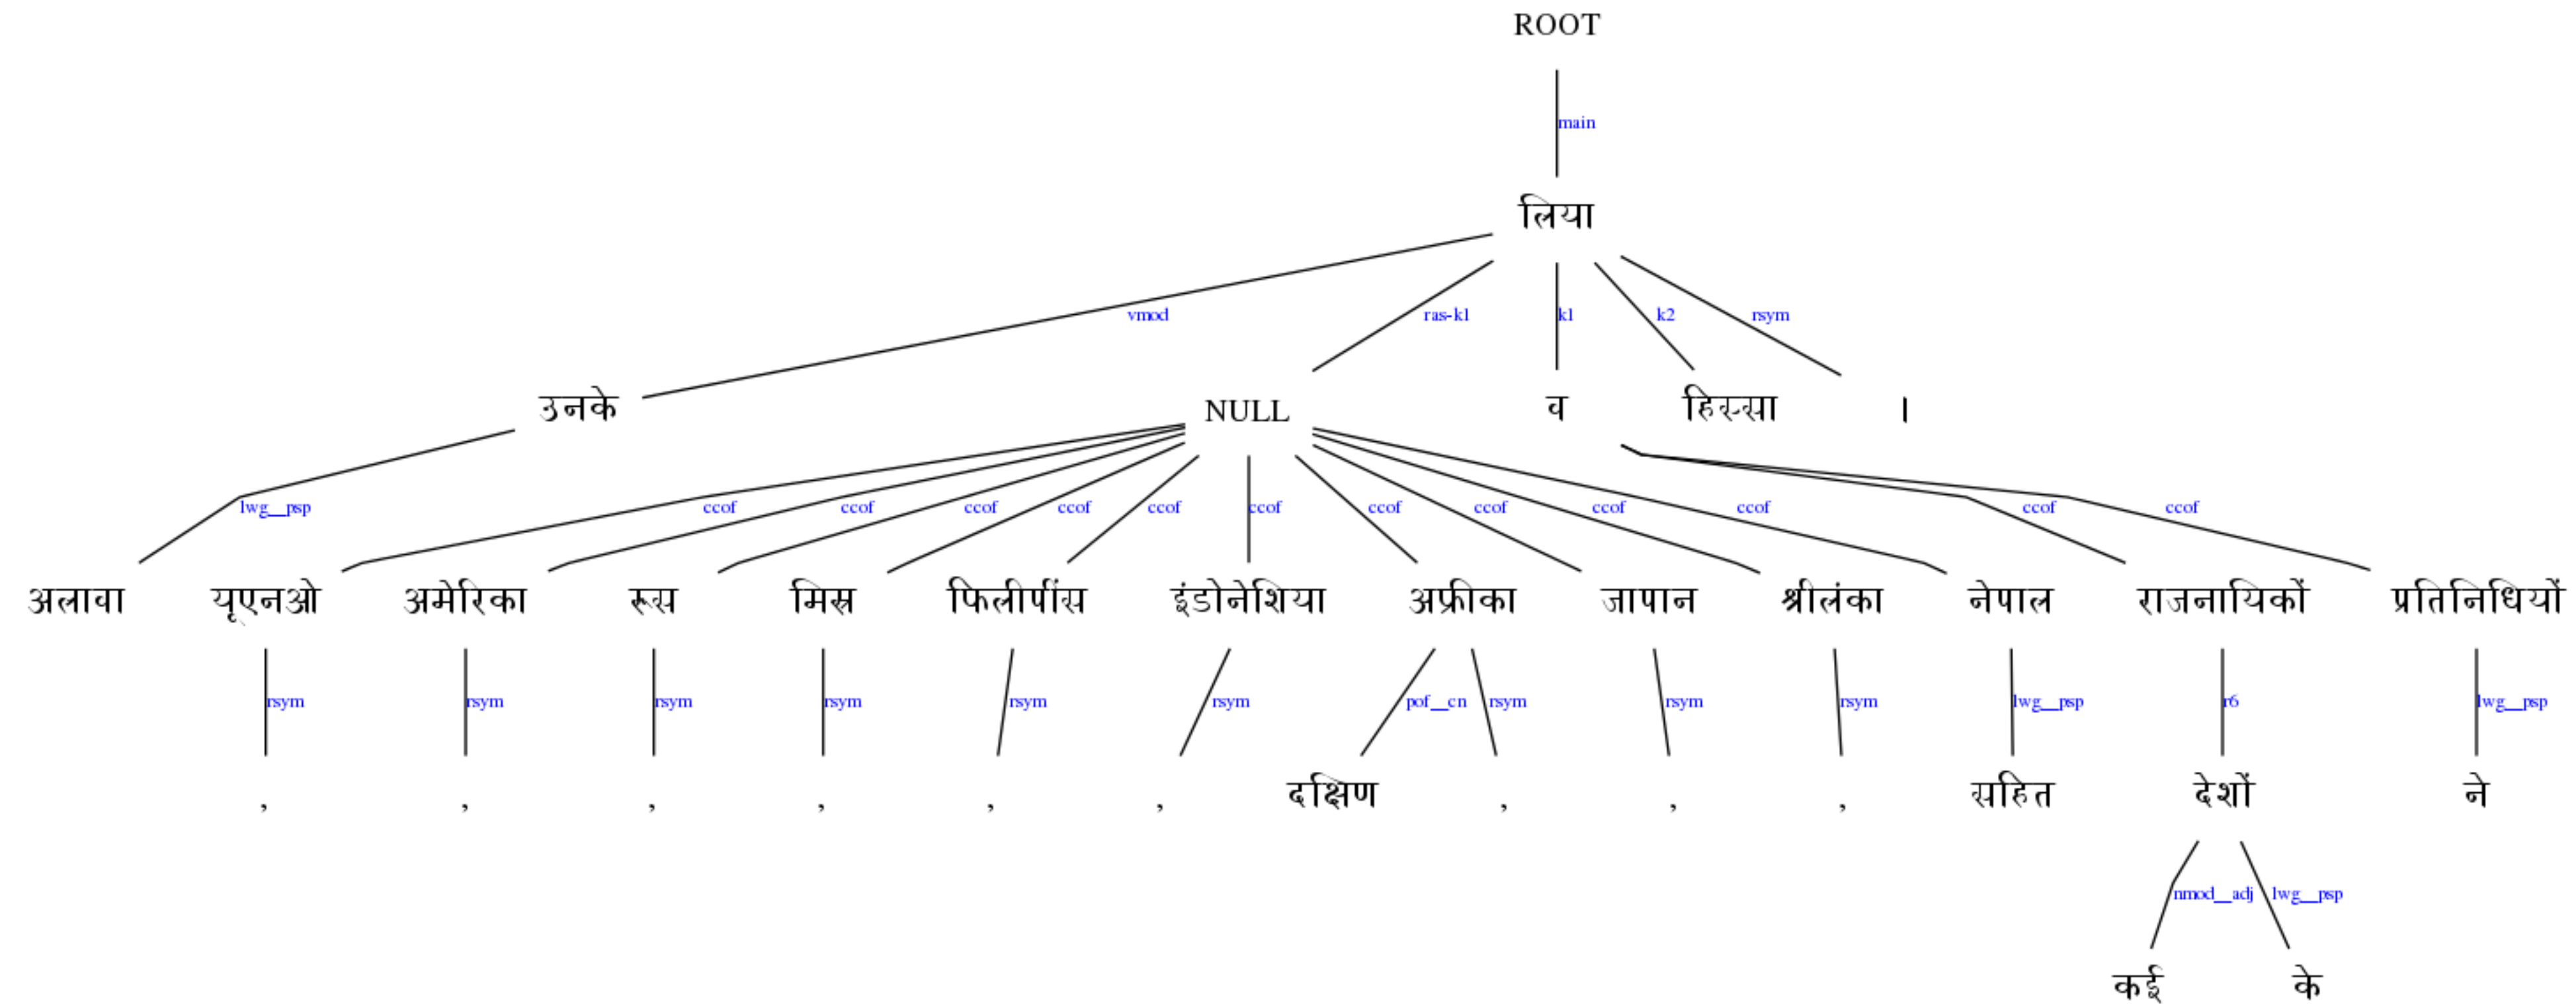 ROOT
main
लिया
vmod ras-k1 k1 k2 rsym
उनके NULL व हिस्सा ।
lwg__psp ccof ccof ccof ccof ccof ccof ccof ccof ccof ccof ccof ccof
अलावा यूएनओ अमेरिका रूस मिस्र फिलीपींस इंडोनेशिया अफ्रीका जापान श्रीलंका नेपाल राजनायिकों प्रतिनिधियों
rsym rsym rsym rsym rsym rsym pof__cn rsym rsym rsym lwg__psp r6 lwg__psp
, , , , , , दक्षिण , , , सहित देशों ने
nmod__adj lwg__psp
कई के